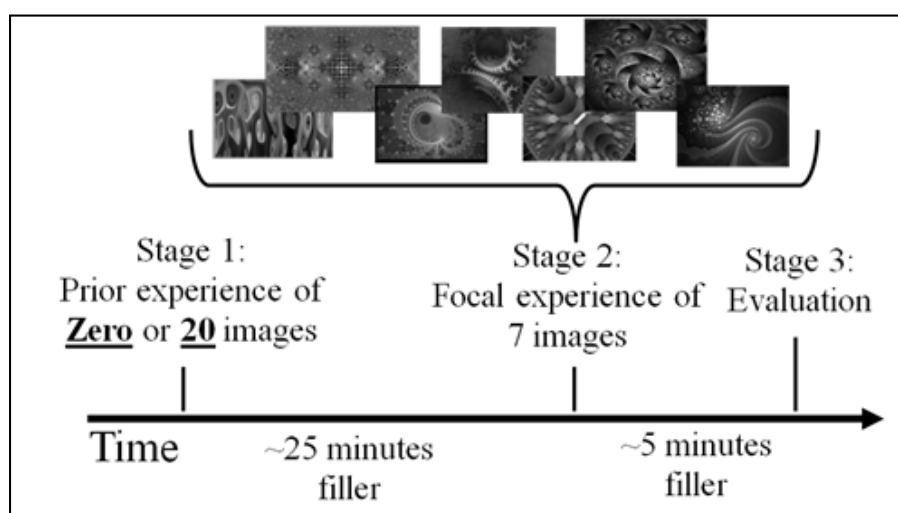 Stage 1:
Prior experience of
Zero or 20 images
Stage 2:
Focal experience of
7 images
Stage 3:
Evaluation
Time
~25 minutes
filler
~5 minutes
filler